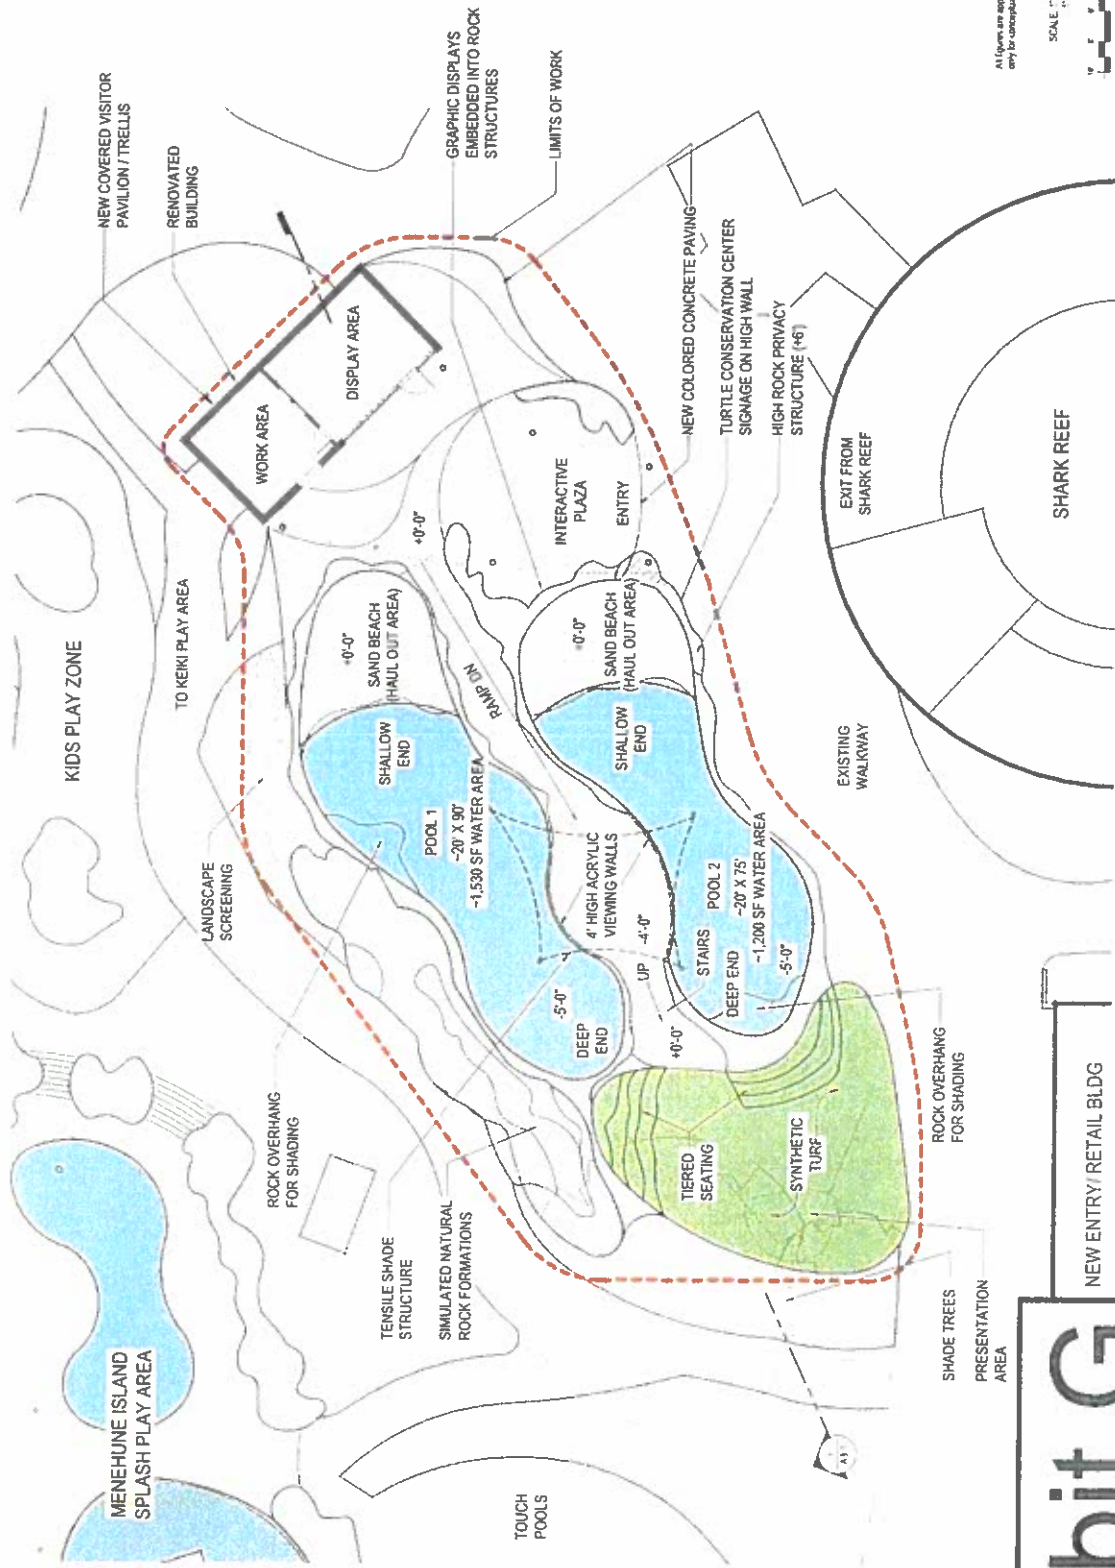 MENEHUNE ISLAND
SPLASH PLAY AREA
KIDS PLAY ZONE
TO KEIKI PLAY AREA
NEW COVERED VISITOR
PAVILION / TRELLIS
RENOVATED
BUILDING
LANDSCAPE
SCREENING
ROCK OVERHANG
FOR SHADING
TENSILE SHADE
STRUCTURE
SIMULATED NATURAL
ROCK FORMATIONS
TOUCH
POOLS
WORK AREA
DISPLAY AREA
GRAPHIC DISPLAYS
EMBEDDED INTO ROCK
STRUCTURES
LIMITS OF WORK
+0'-0"
SAND BEACH
(HAUL OUT AREA)
SHALLOW
END
POOL 1
~20' X 90'
~1,530 SF WATER AREA
-5'-0"
DEEP
END
+0'-0"
RAMP DN
4' HIGH ACRYLIC
VIEWING WALLS
-4'-0"
UP
STAIRS
+0'-0"
INTERACTIVE
PLAZA
ENTRY
+0'-0"
SAND BEACH
(HAUL OUT AREA)
SHALLOW
END
POOL 2
~20' X 75'
~1,200 SF WATER AREA
DEEP END
-5'-0"
TIERED
SEATING
SYNTHETIC
TURF
NEW COLORED CONCRETE PAVING
TURTLE CONSERVATION CENTER
SIGNAGE ON HIGH WALL
HIGH ROCK PRIVACY
STRUCTURE (+6')
EXIT FROM
SHARK REEF
SHARK REEF
EXISTING
WALKWAY
ROCK OVERHANG
FOR SHADING
SHADE TREES
PRESENTATION
AREA
A3
NEW ENTRY/ RETAIL BLDG
bit G
SCALE